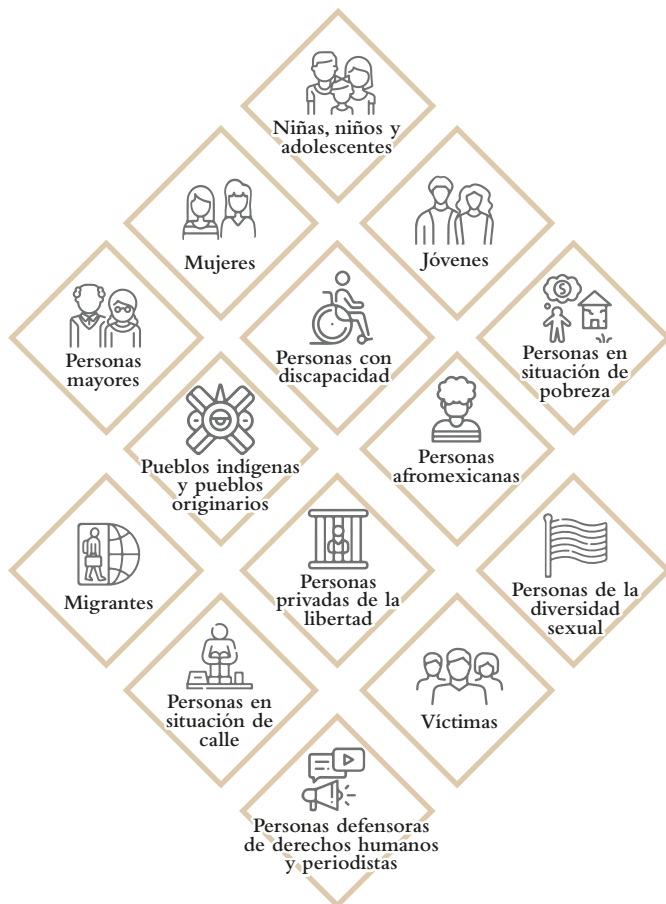 Niñas, niños y
adolescentes
Mujeres
Jóvenes
Personas
mayores
Personas con
discapacidad
Personas en
situación de
pobreza
Pueblos indígenas
y pueblos
originarios
Personas
afromexicanas
Migrantes
Personas
privadas de la
libertad
Personas de la
diversidad
sexual
Personas en
situación de
calle
Víctimas
Personas defensoras
de derechos humanos
y periodistas